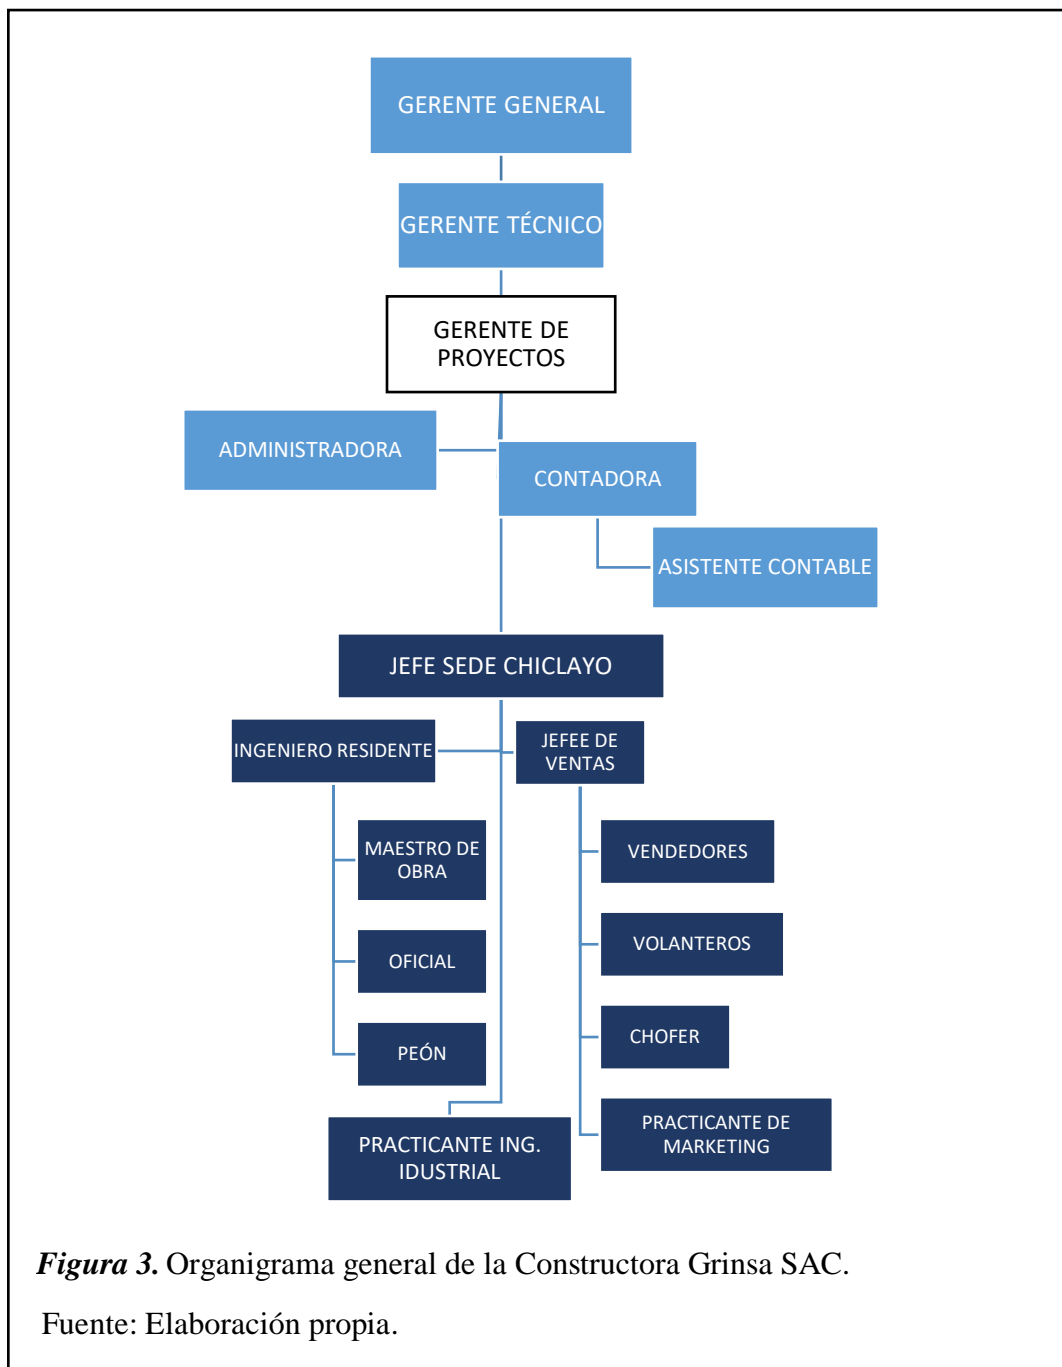 GERENTE GENERAL
GERENTE TÉCNICO
GERENTE DE
PROYECTOS
ADMINISTRADORA
CONTADORA
ASISTENTE CONTABLE
JEFE SEDE CHICLAYO
INGENIERO RESIDENTE
JEFEE DE
VENTAS
MAESTRO DE
OBRA
OFICIAL
PEÓN
VENDEDORES
VOLANTEROS
CHOFER
PRACTICANTE DE
MARKETING
PRACTICANTE ING.
IDUSTRIAL
Figura 3. Organigrama general de la Constructora Grinsa SAC.
Fuente: Elaboración propia.